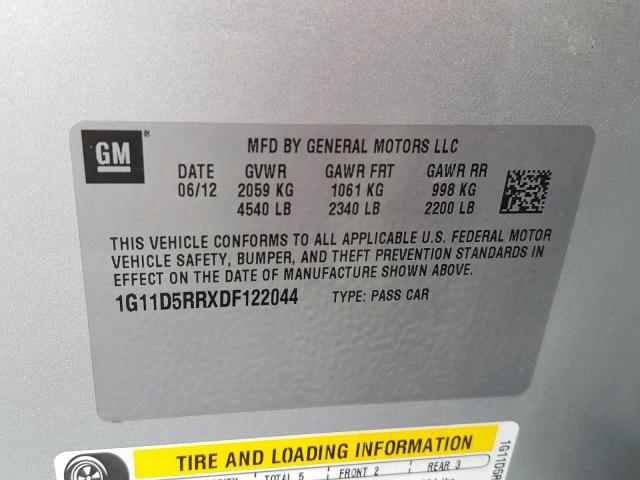 GM ®
MFD BY GENERAL MOTORS LLC
DATE GVWR GAWR FRT GAWR RR
06/12 2059 KG 1061 KG 998 KG
4540 LB 2340 LB 2200 LB
THIS VEHICLE CONFORMS TO ALL APPLICABLE U.S. FEDERAL MOTOR
VEHICLE SAFETY, BUMPER, AND THEFT PREVENTION STANDARDS IN
EFFECT ON THE DATE OF MANUFACTURE SHOWN ABOVE.
1G11D5RRXDF122044 TYPE: PASS CAR
TIRE AND LOADING INFORMATION
TOTAL 5 FRONT 2 REAR 3
1G11D5R